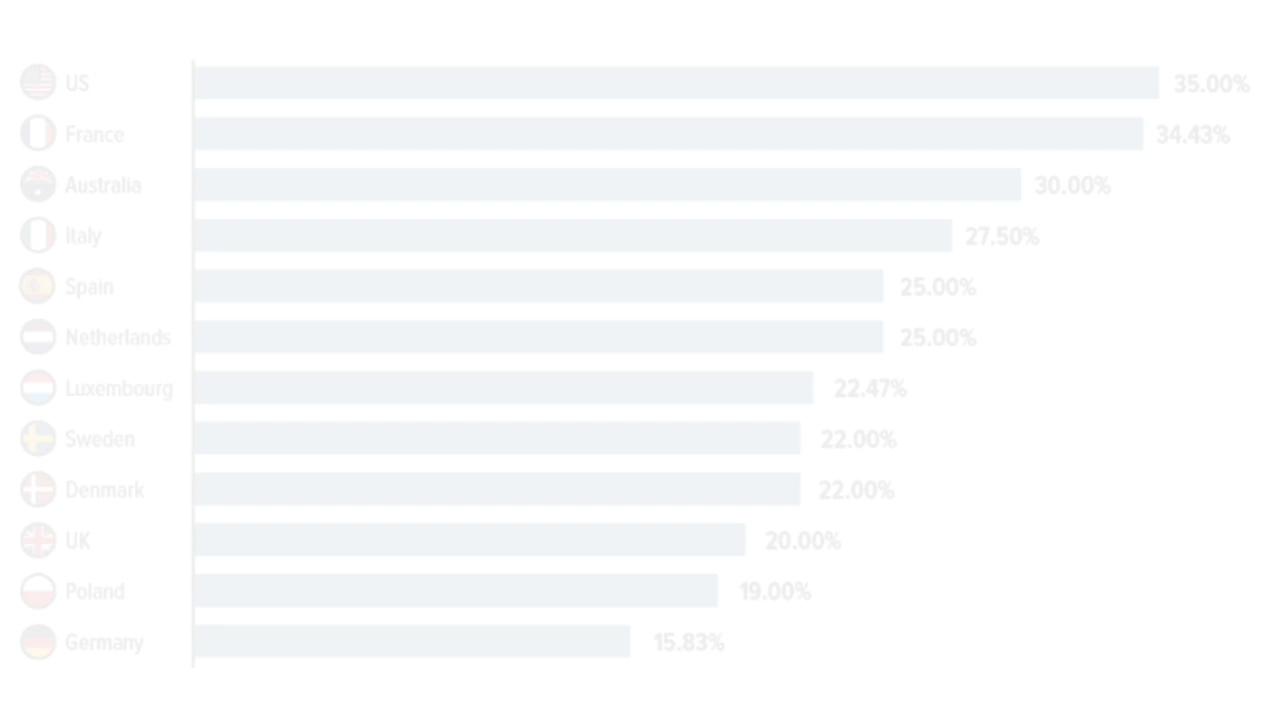 US 35.00%
France 34.43%
Australia 30.00%
Italy 27.50%
Spain 25.00%
Netherlands 25.00%
Luxembourg 22.47%
Sweden 22.00%
Denmark 22.00%
UK 20.00%
Poland 19.00%
Germany 15.83%